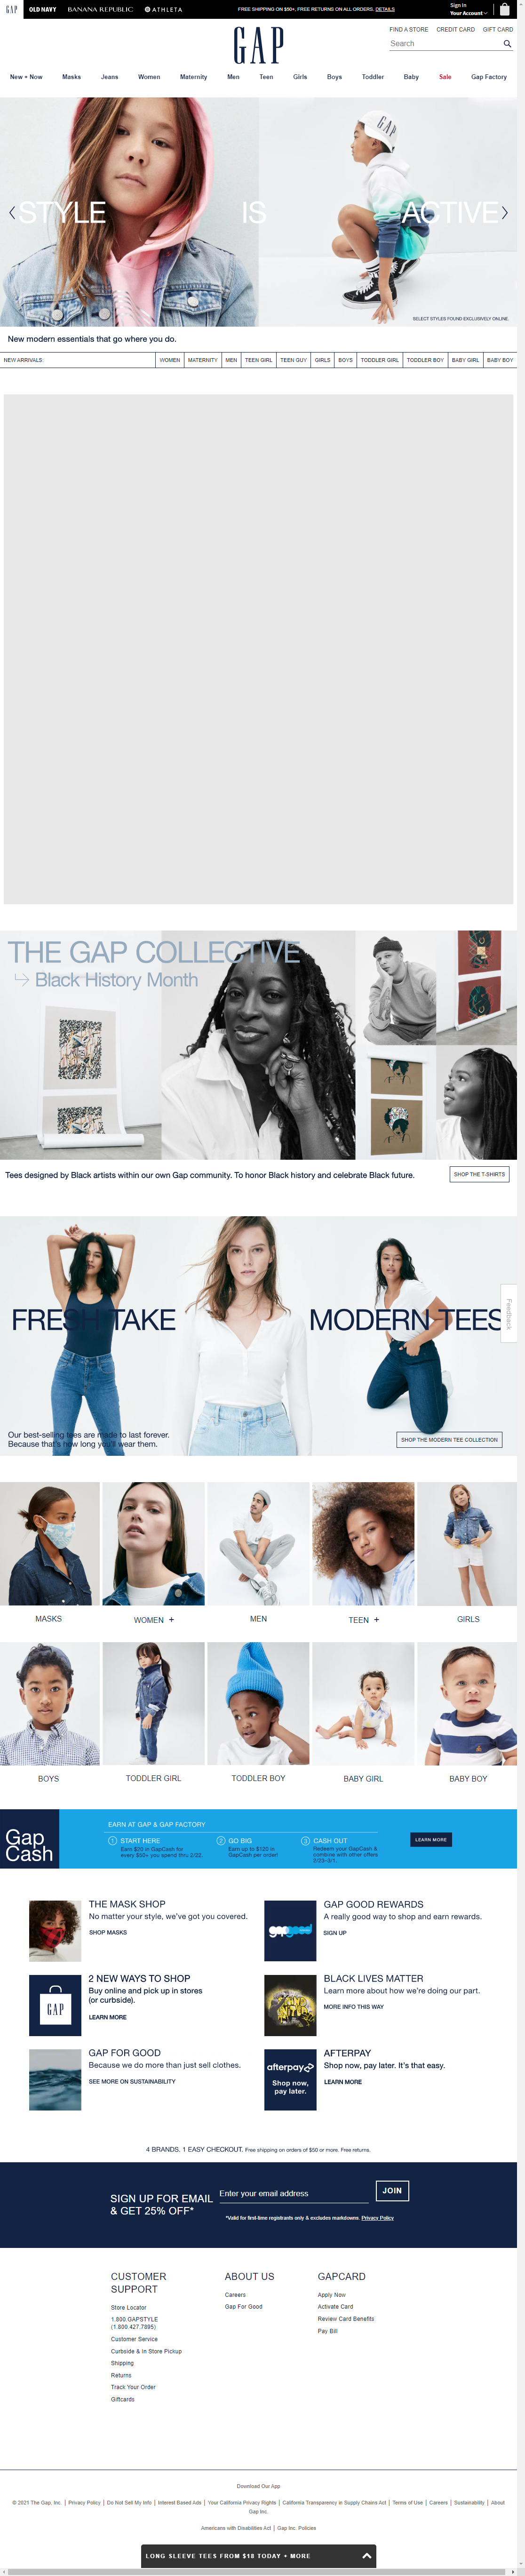 GAP
OLD NAVY
BANANA REPUBLIC
ATHLETA
FREE SHIPPING ON $50+, FREE RETURNS ON ALL ORDERS. DETAILS
Sign In
Your Account
FIND A STORE
CREDIT CARD
GIFT CARD
GAP
Search
New + Now
Masks
Jeans
Women
Maternity
Men
Teen
Girls
Boys
Toddler
Baby
Sale
Gap Factory
GAP
STYLE IS ACTIVE
SELECT STYLES FOUND EXCLUSIVELY ONLINE.
New modern essentials that go where you do.
NEW ARRIVALS:
WOMEN
MATERNITY
MEN
TEEN GIRL
TEEN GUY
GIRLS
BOYS
TODDLER GIRL
TODDLER BOY
BABY GIRL
BABY BOY
THE GAP COLLECTIVE
Black History Month
Tees designed by Black artists within our own Gap community. To honor Black history and celebrate Black future.
SHOP THE T-SHIRTS
FRESH TAKE
MODERN TEES
Feedback
Our best-selling tees are made to last forever.
Because that's how long you'll wear them.
SHOP THE MODERN TEE COLLECTION
MASKS
WOMEN +
MEN
TEEN +
GIRLS
BOYS
TODDLER GIRL
TODDLER BOY
BABY GIRL
BABY BOY
Gap
Cash
EARN AT GAP & GAP FACTORY
1 START HERE
Earn $20 in GapCash for
every $50+ you spend thru 2/22.
2 GO BIG
Earn up to $120 in
GapCash per order!
3 CASH OUT
Redeem your GapCash &
combine with other offers
2/23–3/1.
LEARN MORE
THE MASK SHOP
No matter your style, we've got you covered.
SHOP MASKS
GAP GOOD REWARDS
A really good way to shop and earn rewards.
SIGN UP
GAP
2 NEW WAYS TO SHOP
Buy online and pick up in stores
(or curbside).
LEARN MORE
BLACK LIVES MATTER
Learn more about how we're doing our part.
MORE INFO THIS WAY
GAP FOR GOOD
Because we do more than just sell clothes.
SEE MORE ON SUSTAINABILITY
afterpay
Shop now,
pay later.
AFTERPAY
Shop now, pay later. It's that easy.
LEARN MORE
4 BRANDS. 1 EASY CHECKOUT. Free shipping on orders of $50 or more. Free returns.
SIGN UP FOR EMAIL
& GET 25% OFF*
Enter your email address
JOIN
*Valid for first-time registrants only & excludes markdowns. Privacy Policy
CUSTOMER
SUPPORT
Store Locator
1.800.GAPSTYLE
(1.800.427.7895)
Customer Service
Curbside & In Store Pickup
Shipping
Returns
Track Your Order
Giftcards
ABOUT US
Careers
Gap For Good
GAPCARD
Apply Now
Activate Card
Review Card Benefits
Pay Bill
Download Our App
© 2021 The Gap, Inc. | Privacy Policy | Do Not Sell My Info | Interest Based Ads | Your California Privacy Rights | California Transparency in Supply Chains Act | Terms of Use | Careers | Sustainability | About
Gap Inc.
Americans with Disabilities Act | Gap Inc. Policies
LONG SLEEVE TEES FROM $18 TODAY + MORE